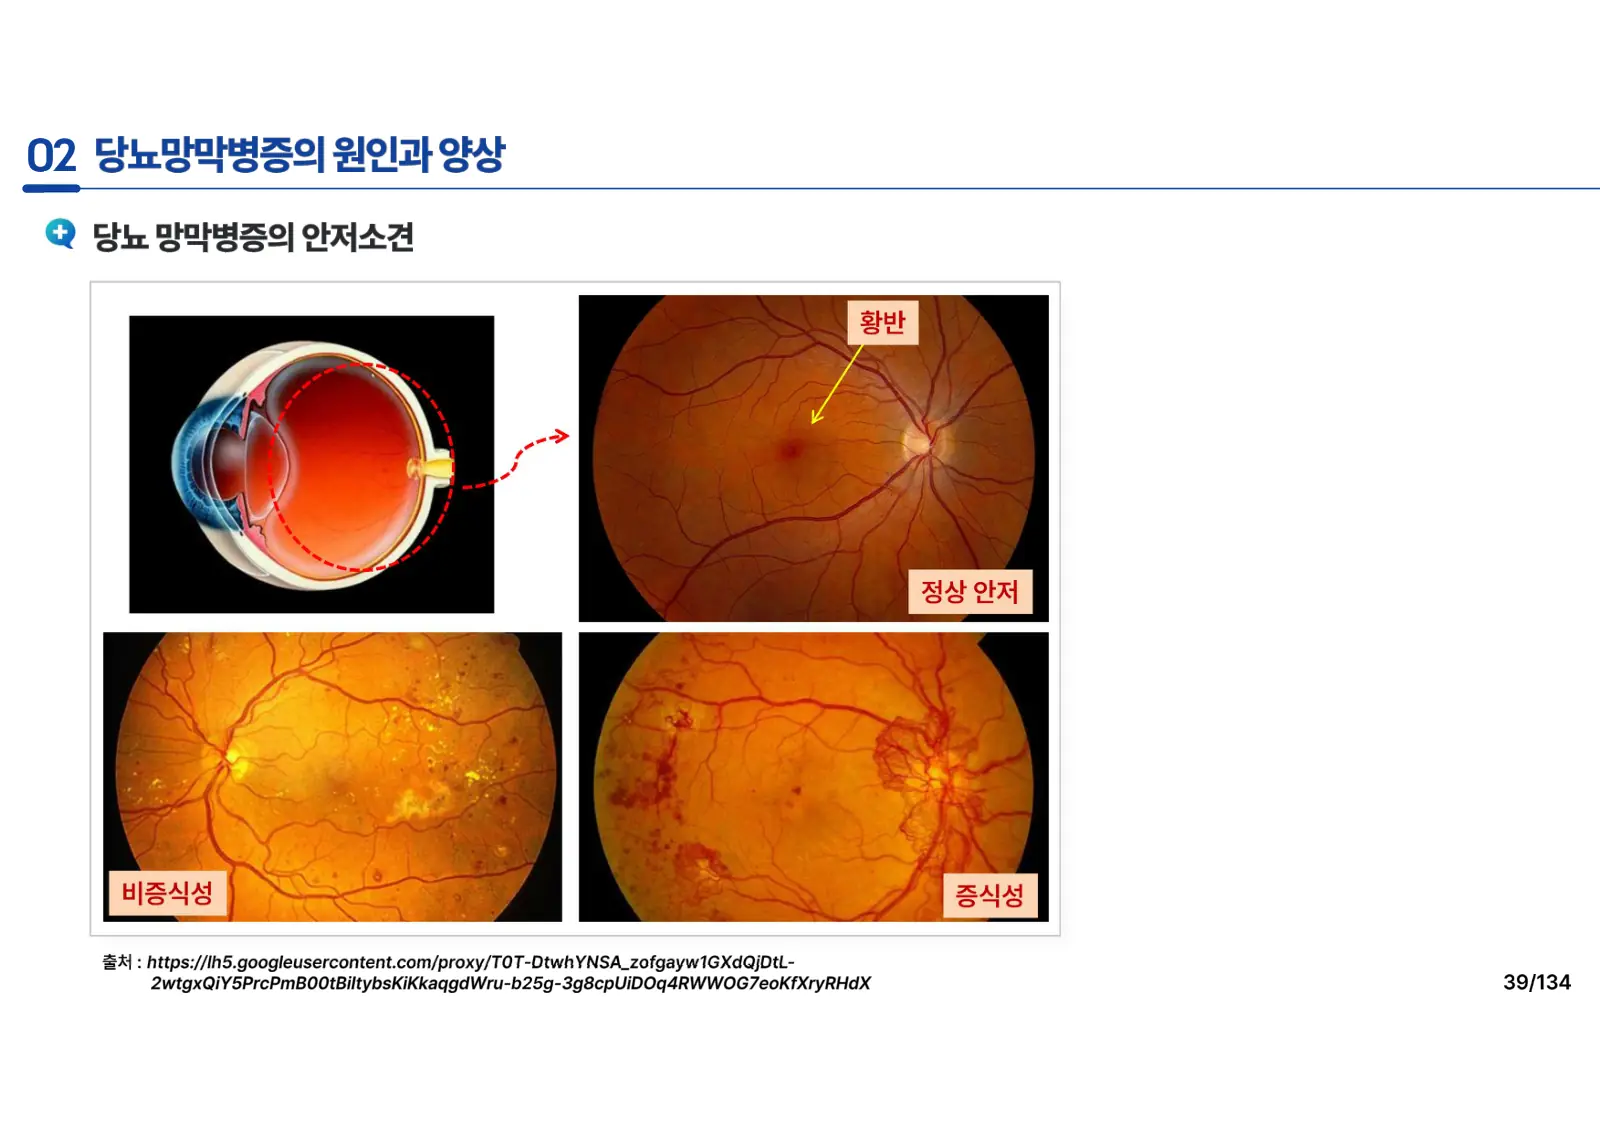 02 당뇨망막병증의 원인과 양상
당뇨 망막병증의 안저소견
황반
정상 안저
비증식성
증식성
출처 : https://lh5.googleusercontent.com/proxy/T0T-DtwhYNSA_zofgayw1GXdQjDtL-
2wtgxQiY5PrcPmB00tBiltybsKiKkaqgdWru-b25g-3g8cpUiDOq4RWWOG7eoKfXryRHdX
39/134